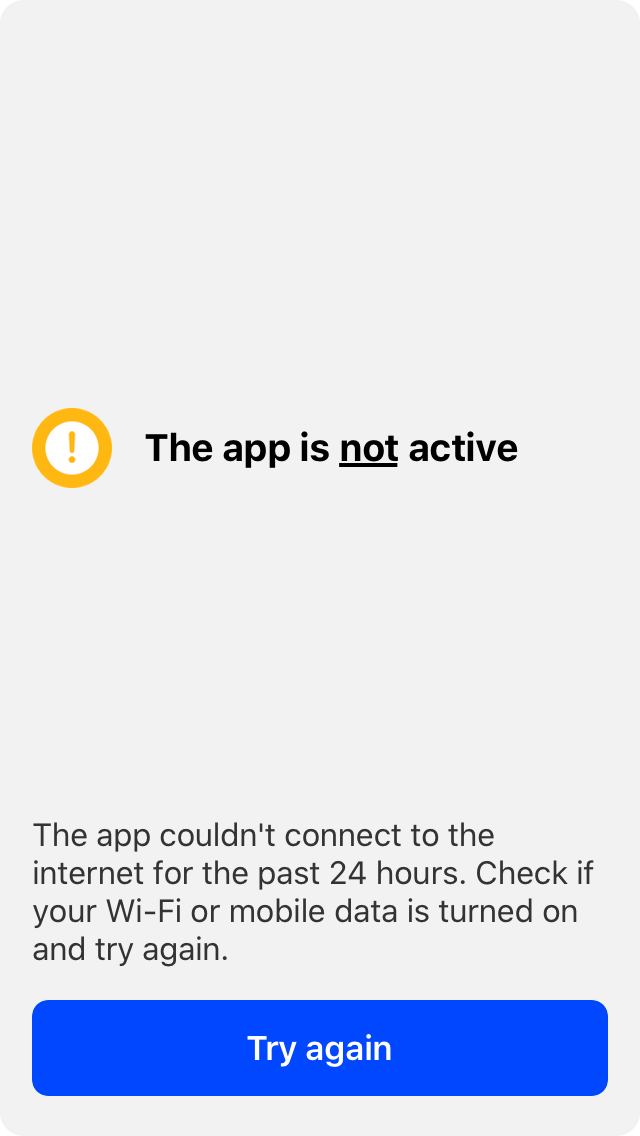 The app is not active
The app couldn't connect to the
internet for the past 24 hours. Check if
your Wi-Fi or mobile data is turned on
and try again.
Try again